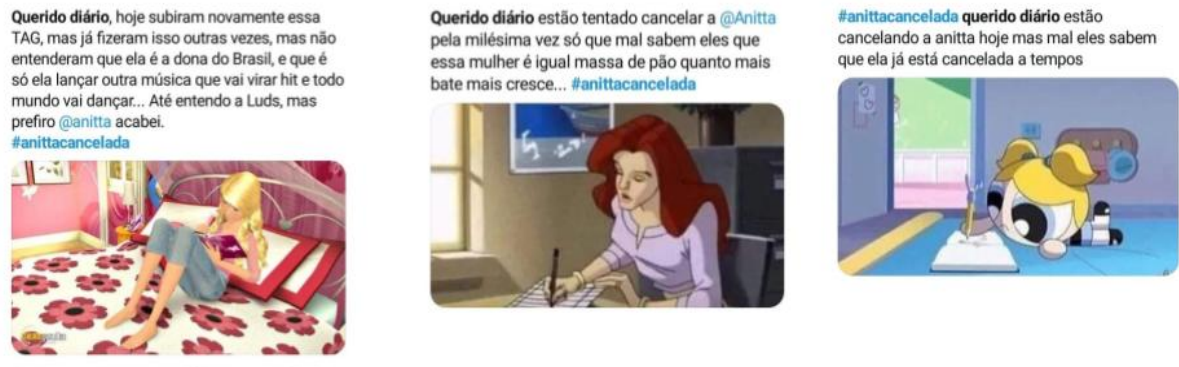 Querido diário, hoje subiram novamente essa
TAG, mas já fizeram isso outras vezes, mas não
entenderam que ela é a dona do Brasil, e que é
só ela lançar outra música que vai virar hit e todo
mundo vai dançar... Até entendo a Luds, mas
prefiro @anitta acabei.
#anittacancelada
Querido diário estão tentado cancelar a @Anitta
pela milésima vez só que mal sabem eles que
essa mulher é igual massa de pão quanto mais
bate mais cresce... #anittacancelada
#anittacancelada querido diário estão
cancelando a anitta hoje mas mal eles sabem
que ela já está cancelada a tempos